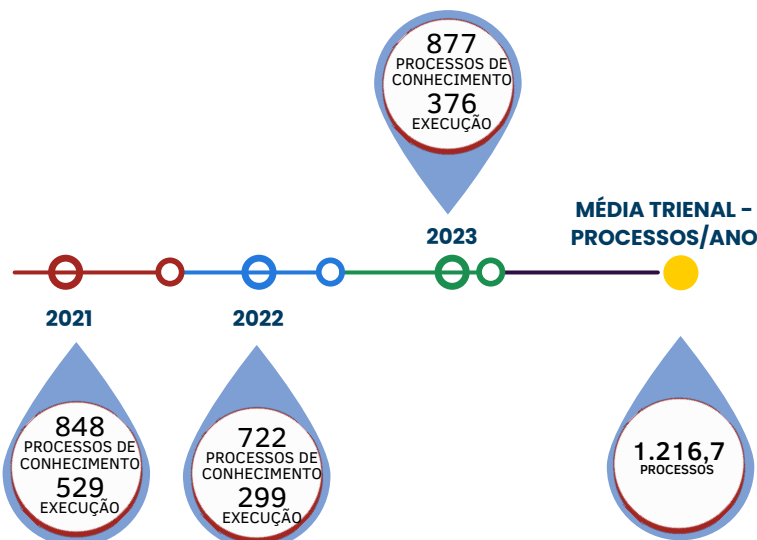 877
PROCESSOS DE
CONHECIMENTO
376
EXECUÇÃO
2023
MÉDIA TRIENAL -
PROCESSOS/ANO
2021
2022
848
PROCESSOS DE
CONHECIMENTO
529
EXECUÇÃO
722
PROCESSOS DE
CONHECIMENTO
299
EXECUÇÃO
1.216,7
PROCESSOS